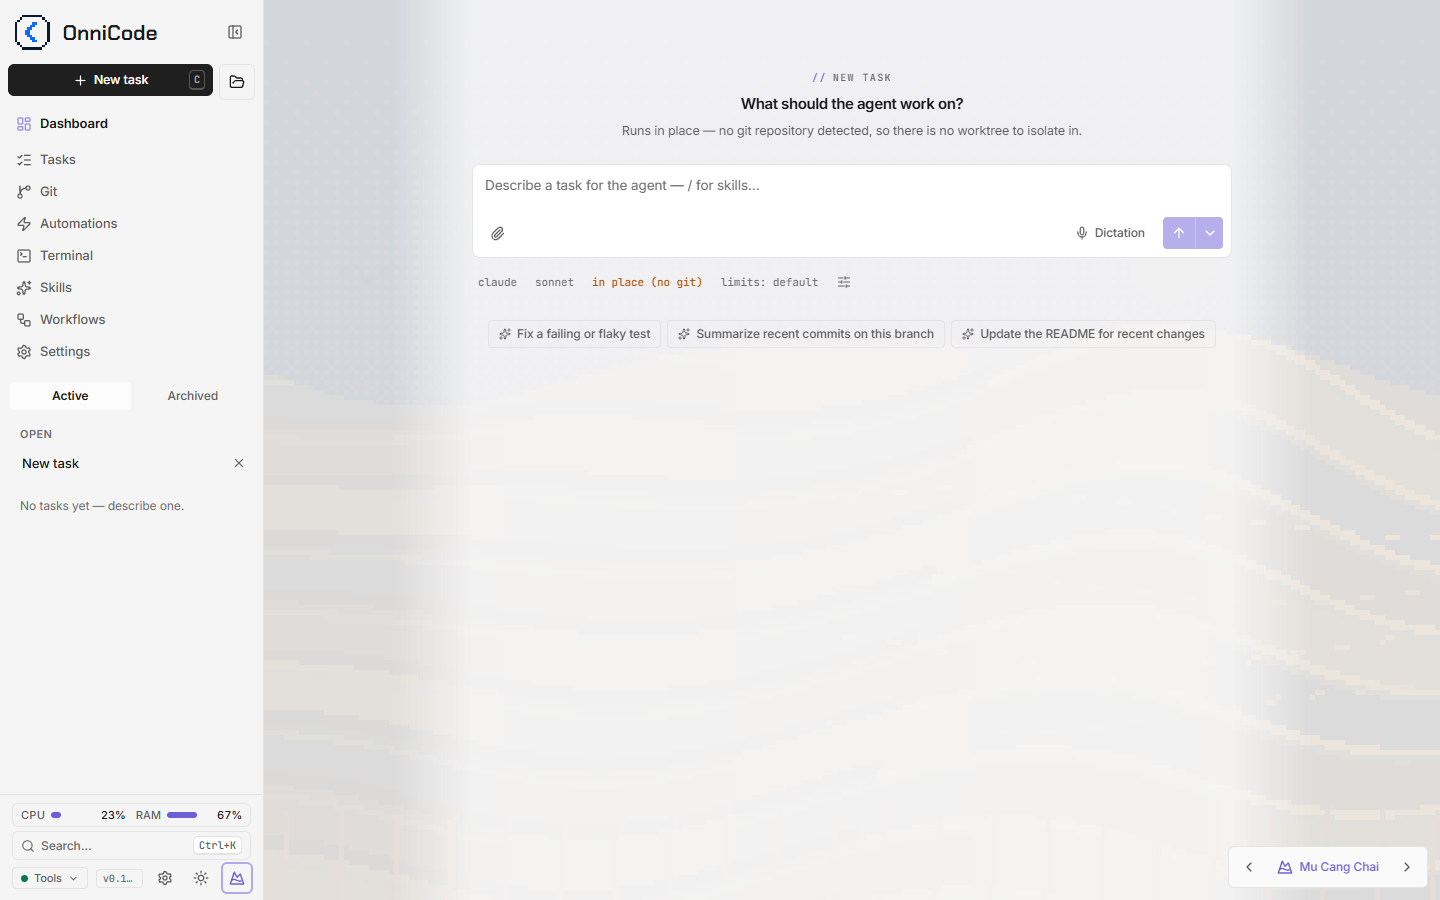 OnniCode
New task C
Dashboard
Tasks
Git
Automations
Terminal
Skills
Workflows
Settings
Active Archived
OPEN
New task
No tasks yet — describe one.
CPU 23% RAM 67%
Search... Ctrl+K
Tools v0.1…
// NEW TASK
What should the agent work on?
Runs in place — no git repository detected, so there is no worktree to isolate in.
Describe a task for the agent — / for skills...
Dictation
claude sonnet in place (no git) limits: default
Fix a failing or flaky test Summarize recent commits on this branch Update the README for recent changes
Mu Cang Chai